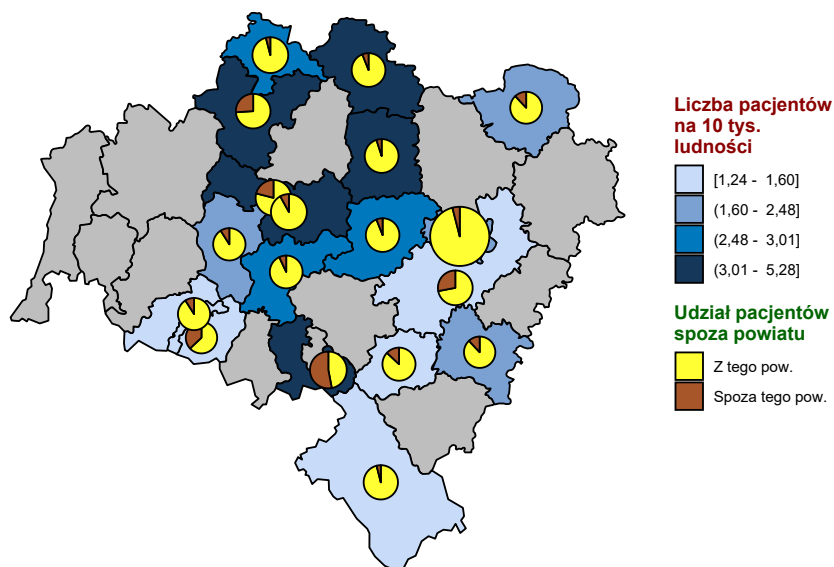 Liczba pacjentów
na 10 tys.
ludności
[1,24 - 1,60]
(1,60 - 2,48]
(2,48 - 3,01]
(3,01 - 5,28]
Udział pacjentów
spoza powiatu
Z tego pow.
Spoza tego pow.